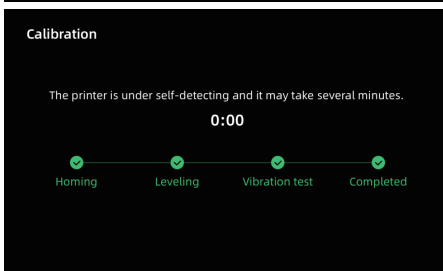 Calibration
The printer is under self-detecting and it may take several minutes.
0:00
Homing Leveling Vibration test Completed